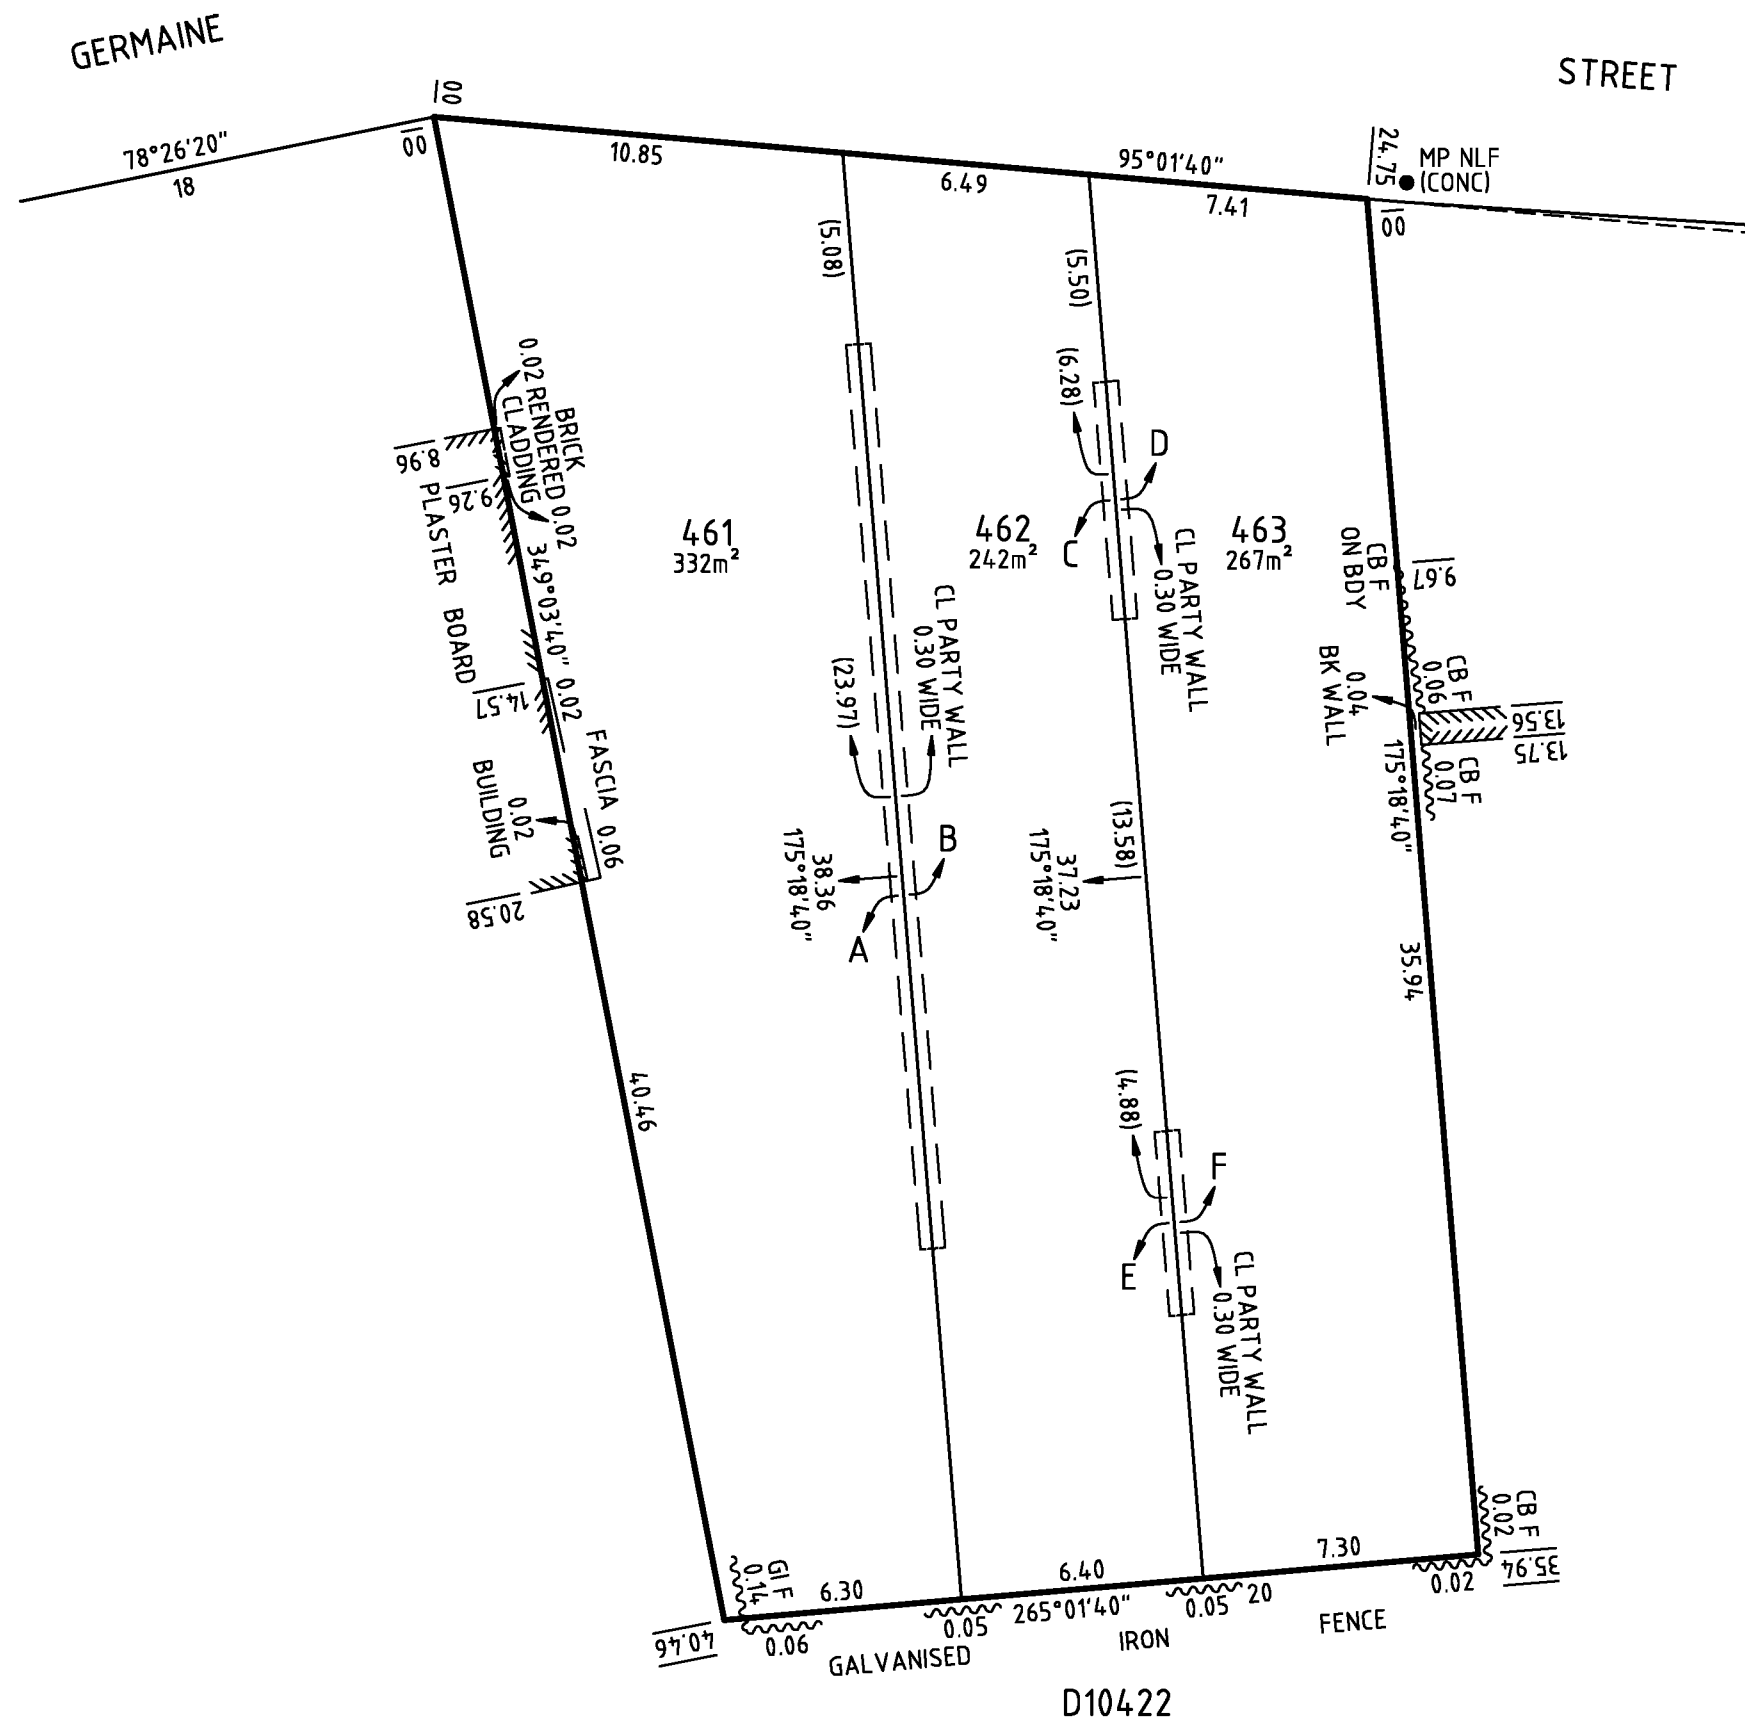 GERMAINE
STREET
78°26'20"
18
00
00
10.85
6.49
95°01'40"
7.41
24.75
MP NLF
(CONC)
00
(5.08)
(5.50)
(6.28)
0.02
BRICK
RENDERED 0.02
CLADDING
8.96
9.26
PLASTER BOARD
349°03'40"
0.02
14.57
FASCIA 0.06
BUILDING
0.02
20.58
40.46
461
332m²
462
242m²
463
267m²
D
C
CL PARTY WALL
0.30 WIDE
CL PARTY WALL
0.30 WIDE
(23.97)
B
A
38.36
175°18'40"
37.23
175°18'40"
(13.58)
CB F
ON BDY
9.67
CB F
0.06
0.04
BK WALL
13.56
13.75
CB F
0.07
175°18'40"
35.94
(4.88)
F
E
CL PARTY WALL
0.30 WIDE
CB F
0.02
35.94
0.02
7.30
6.40
6.30
GI F
0.14
40.46
0.06
0.05
265°01'40"
0.05
20
GALVANISED IRON FENCE
D10422